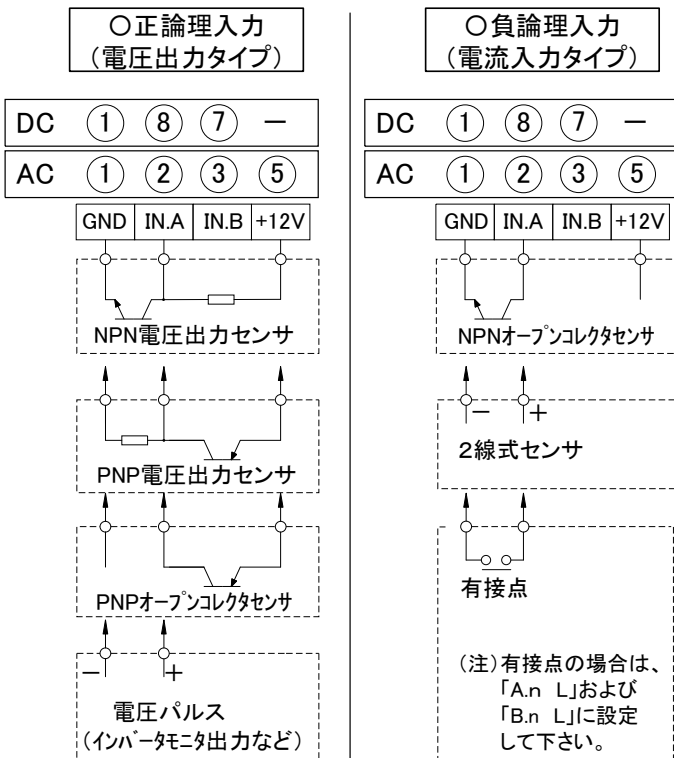 ○正論理入力
（電圧出力タイプ）
DC ① ⑧ ⑦ －
AC ① ② ③ ⑤
GND IN.A IN.B +12V
NPN電圧出力センサ
PNP電圧出力センサ
PNPオープンコレクタセンサ
－ ＋
電圧パルス
（インバータモニタ出力など）
○負論理入力
（電流入力タイプ）
DC ① ⑧ ⑦ －
AC ① ② ③ ⑤
GND IN.A IN.B +12V
NPNオープンコレクタセンサ
－ ＋
２線式センサ
有接点
（注）有接点の場合は、
「A.n L」および
「B.n L」に設定
して下さい。